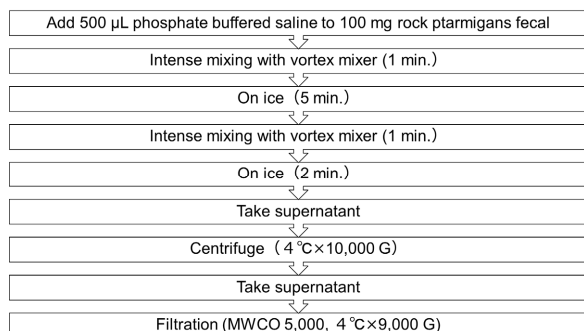 Add 500 µL phosphate buffered saline to 100 mg rock ptarmigans fecal
Intense mixing with vortex mixer (1 min.)
On ice（5 min.）
Intense mixing with vortex mixer (1 min.)
On ice（2 min.）
Take supernatant
Centrifuge（4℃×10,000 G）
Take supernatant
Filtration (MWCO 5,000, 4℃×9,000 G)